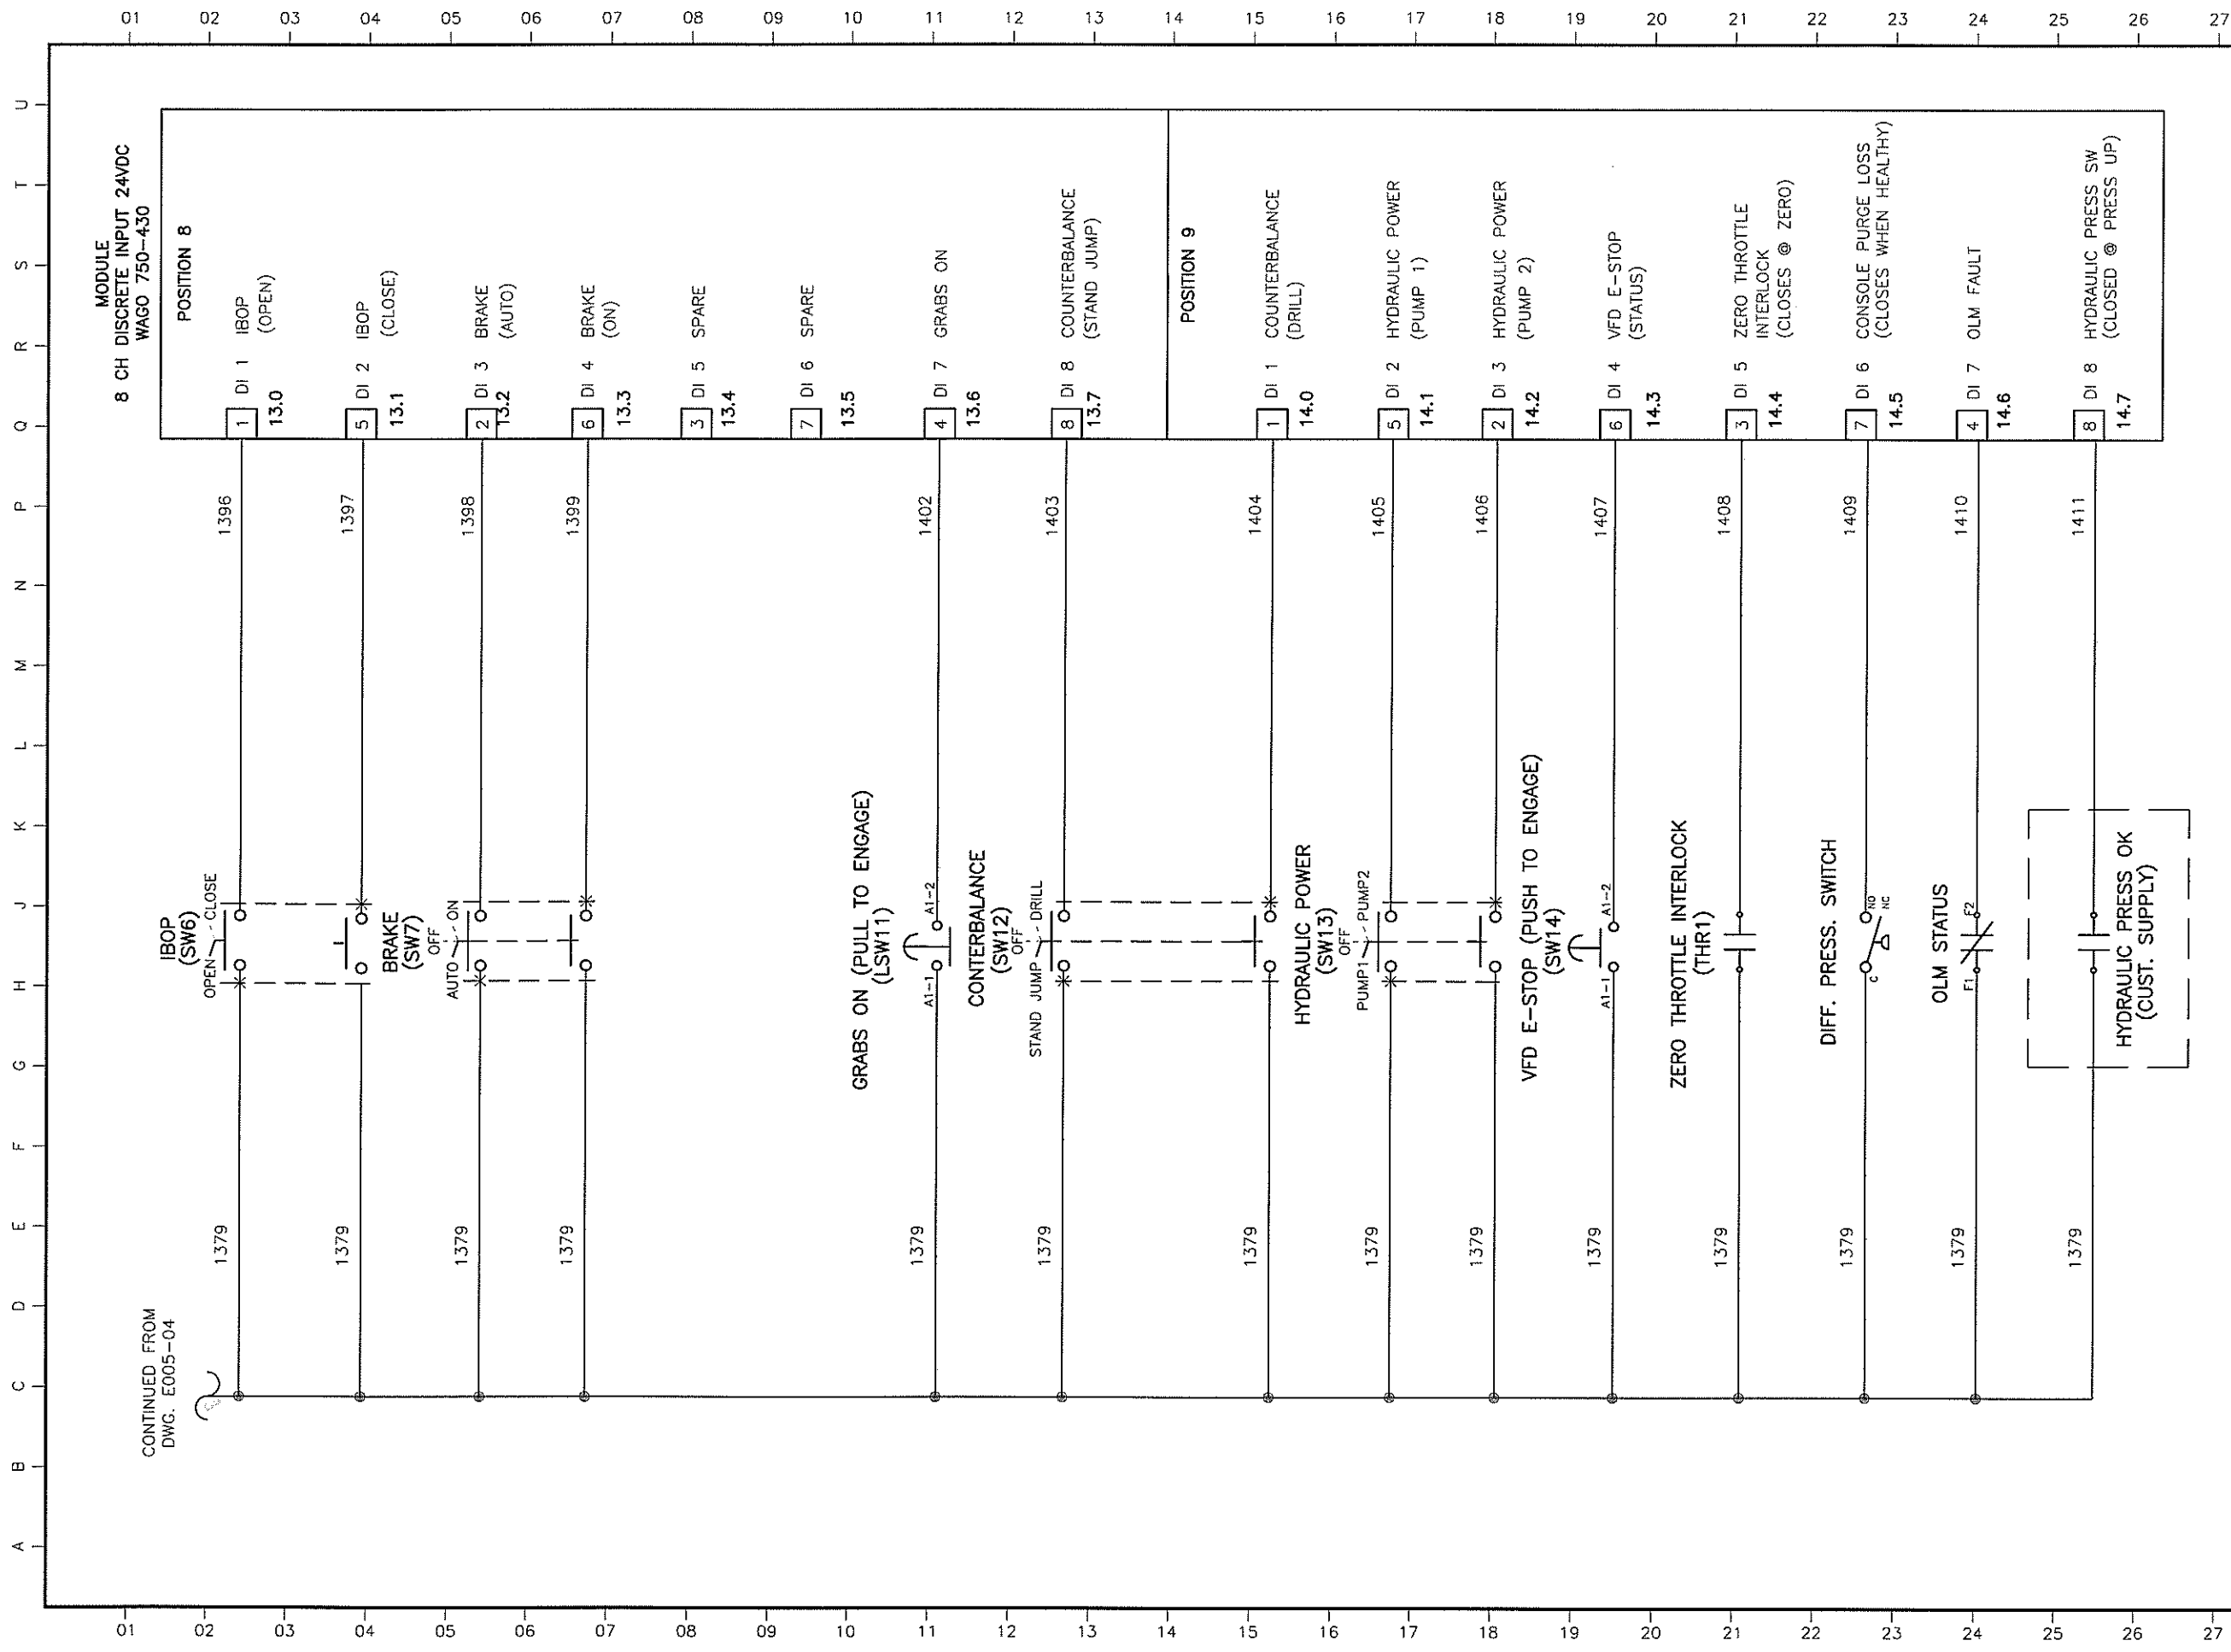 01 02 03 04 05 06 07 08 09 10 11 12 13 14 15 16 17 18 19 20 21 22 23 24 25 26 27
U
T
S
R
Q
P
N
M
L
K
J
H
G
F
E
D
C
B
A
MODULE
8 CH DISCRETE INPUT 24VDC
WAGO 750-430
POSITION 8
1 DI 1 IBOP
(OPEN)
13.0
5 DI 2 IBOP
(CLOSE)
13.1
2 DI 3 BRAKE
(AUTO)
13.2
6 DI 4 BRAKE
(ON)
13.3
3 DI 5 SPARE
13.4
7 DI 6 SPARE
13.5
4 DI 7 GRABS ON
13.6
8 DI 8 COUNTERBALANCE
(STAND JUMP)
13.7
POSITION 9
1 DI 1 COUNTERBALANCE
(DRILL)
14.0
5 DI 2 HYDRAULIC POWER
(PUMP 1)
14.1
2 DI 3 HYDRAULIC POWER
(PUMP 2)
14.2
6 DI 4 VFD E-STOP
(STATUS)
14.3
3 DI 5 ZERO THROTTLE
INTERLOCK
(CLOSES @ ZERO)
14.4
7 DI 6 CONSOLE PURGE LOSS
(CLOSES WHEN HEALTHY)
14.5
4 DI 7 OLM FAULT
14.6
8 DI 8 HYDRAULIC PRESS SW
(CLOSED @ PRESS UP)
14.7
1396
1397
1398
1399
1402
1403
1404
1405
1406
1407
1408
1409
1410
1411
IBOP
(SW6)
OPEN CLOSE
BRAKE
(SW7)
OFF
AUTO ON
GRABS ON (PULL TO ENGAGE)
(LSW11)
A1-1 A1-2
CONTERBALANCE
(SW12)
OFF
STAND JUMP DRILL
HYDRAULIC POWER
(SW13)
OFF
PUMP1 PUMP2
VFD E-STOP (PUSH TO ENGAGE)
(SW14)
A1-1 A1-2
ZERO THROTTLE INTERLOCK
(THR1)
DIFF. PRESS. SWITCH
C NO
NC
OLM STATUS
F1 F2
HYDRAULIC PRESS OK
(CUST. SUPPLY)
1379
1379
1379
1379
1379
1379
1379
1379
1379
1379
1379
1379
1379
1379
CONTINUED FROM
DWG. E005-04
01 02 03 04 05 06 07 08 09 10 11 12 13 14 15 16 17 18 19 20 21 22 23 24 25 26 27